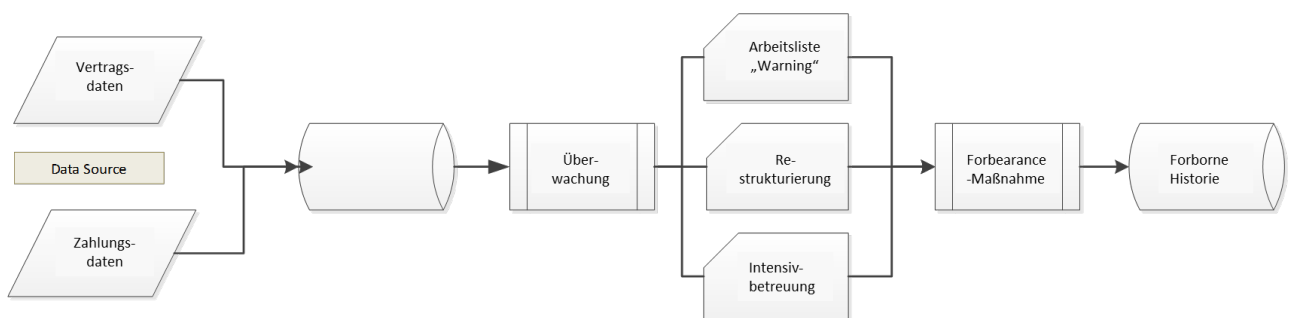 Vertrags-
daten
Data Source
Zahlungs-
daten
Über-
wachung
Arbeitsliste
„Warning“
Re-
strukturierung
Intensiv-
betreuung
Forbearance
-Maßnahme
Forborne
Historie